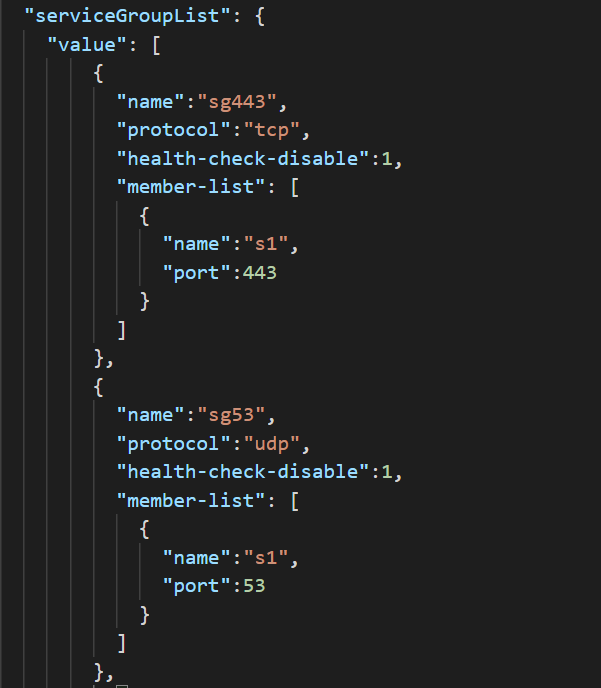 "serviceGroupList": {
"value": [
{
"name":"sg443",
"protocol":"tcp",
"health-check-disable":1,
"member-list": [
{
"name":"s1",
"port":443
}
]
},
{
"name":"sg53",
"protocol":"udp",
"health-check-disable":1,
"member-list": [
{
"name":"s1",
"port":53
}
]
},